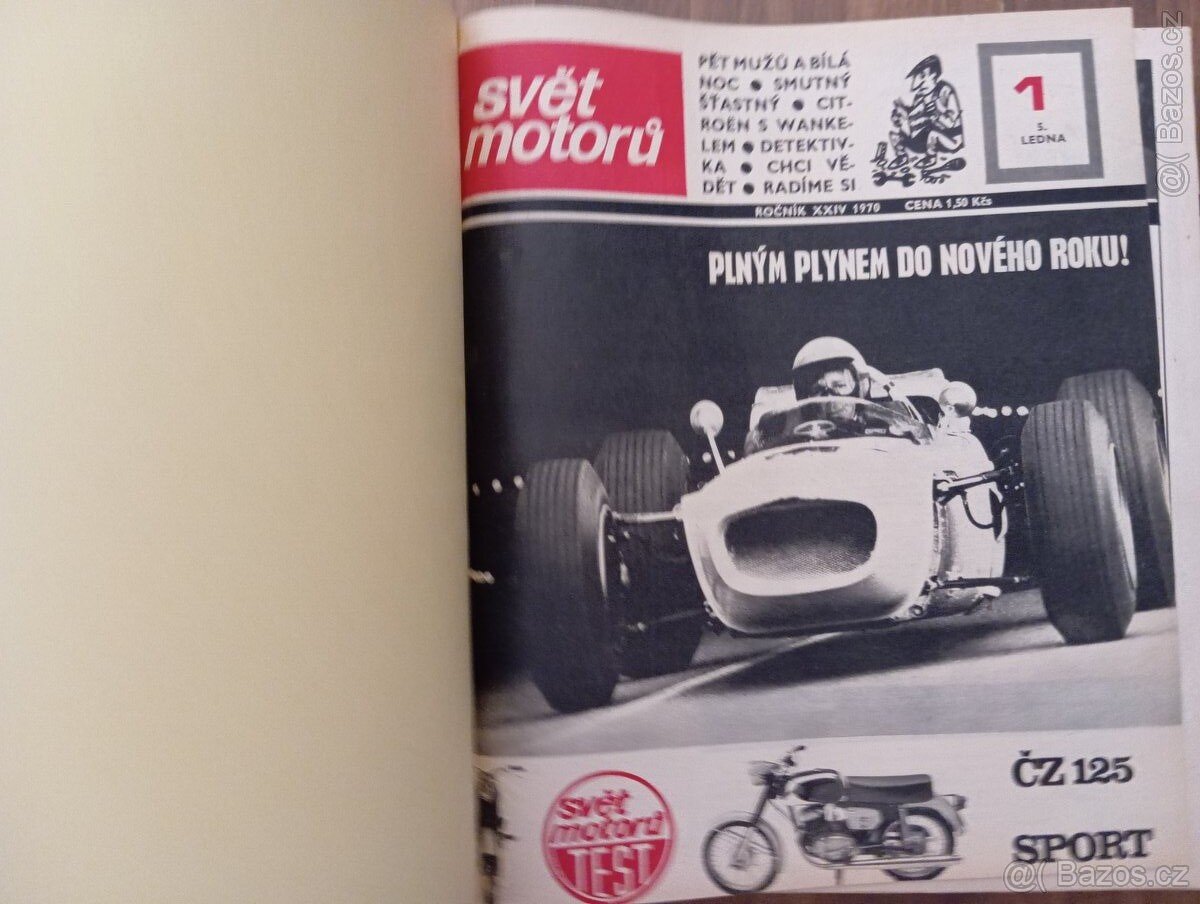 svět
motorů
PĚT MUŽŮ A BÍLÁ
NOC ● SMUTNÝ
ŠŤASTNÝ ● CIT-
ROËN S WANKE-
LEM ● DETEKTIV-
KA ● CHCI VĚ-
DĚT ● RADÍME SI
1
5.
LEDNA
ROČNÍK XXIV 1970 CENA 1,50 Kčs
PLNÝM PLYNEM DO NOVÉHO ROKU!
svět
motorů
TEST
ČZ 125
SPORT
@( Bazos.cz
@( Bazos.cz